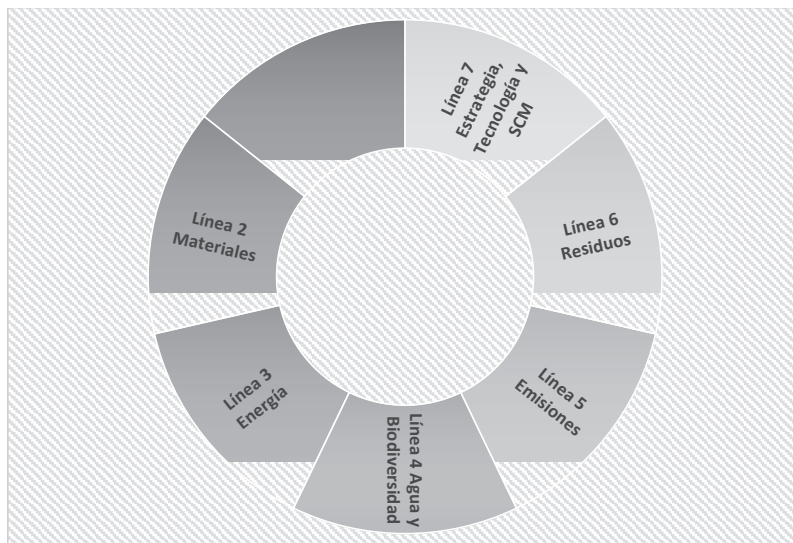 Línea 7
Estrategia,
Tecnología y
SCM
Línea 6
Residuos
Línea 5
Emisiones
Línea 4 Agua y
Biodiversidad
Línea 3
Energía
Línea 2
Materiales